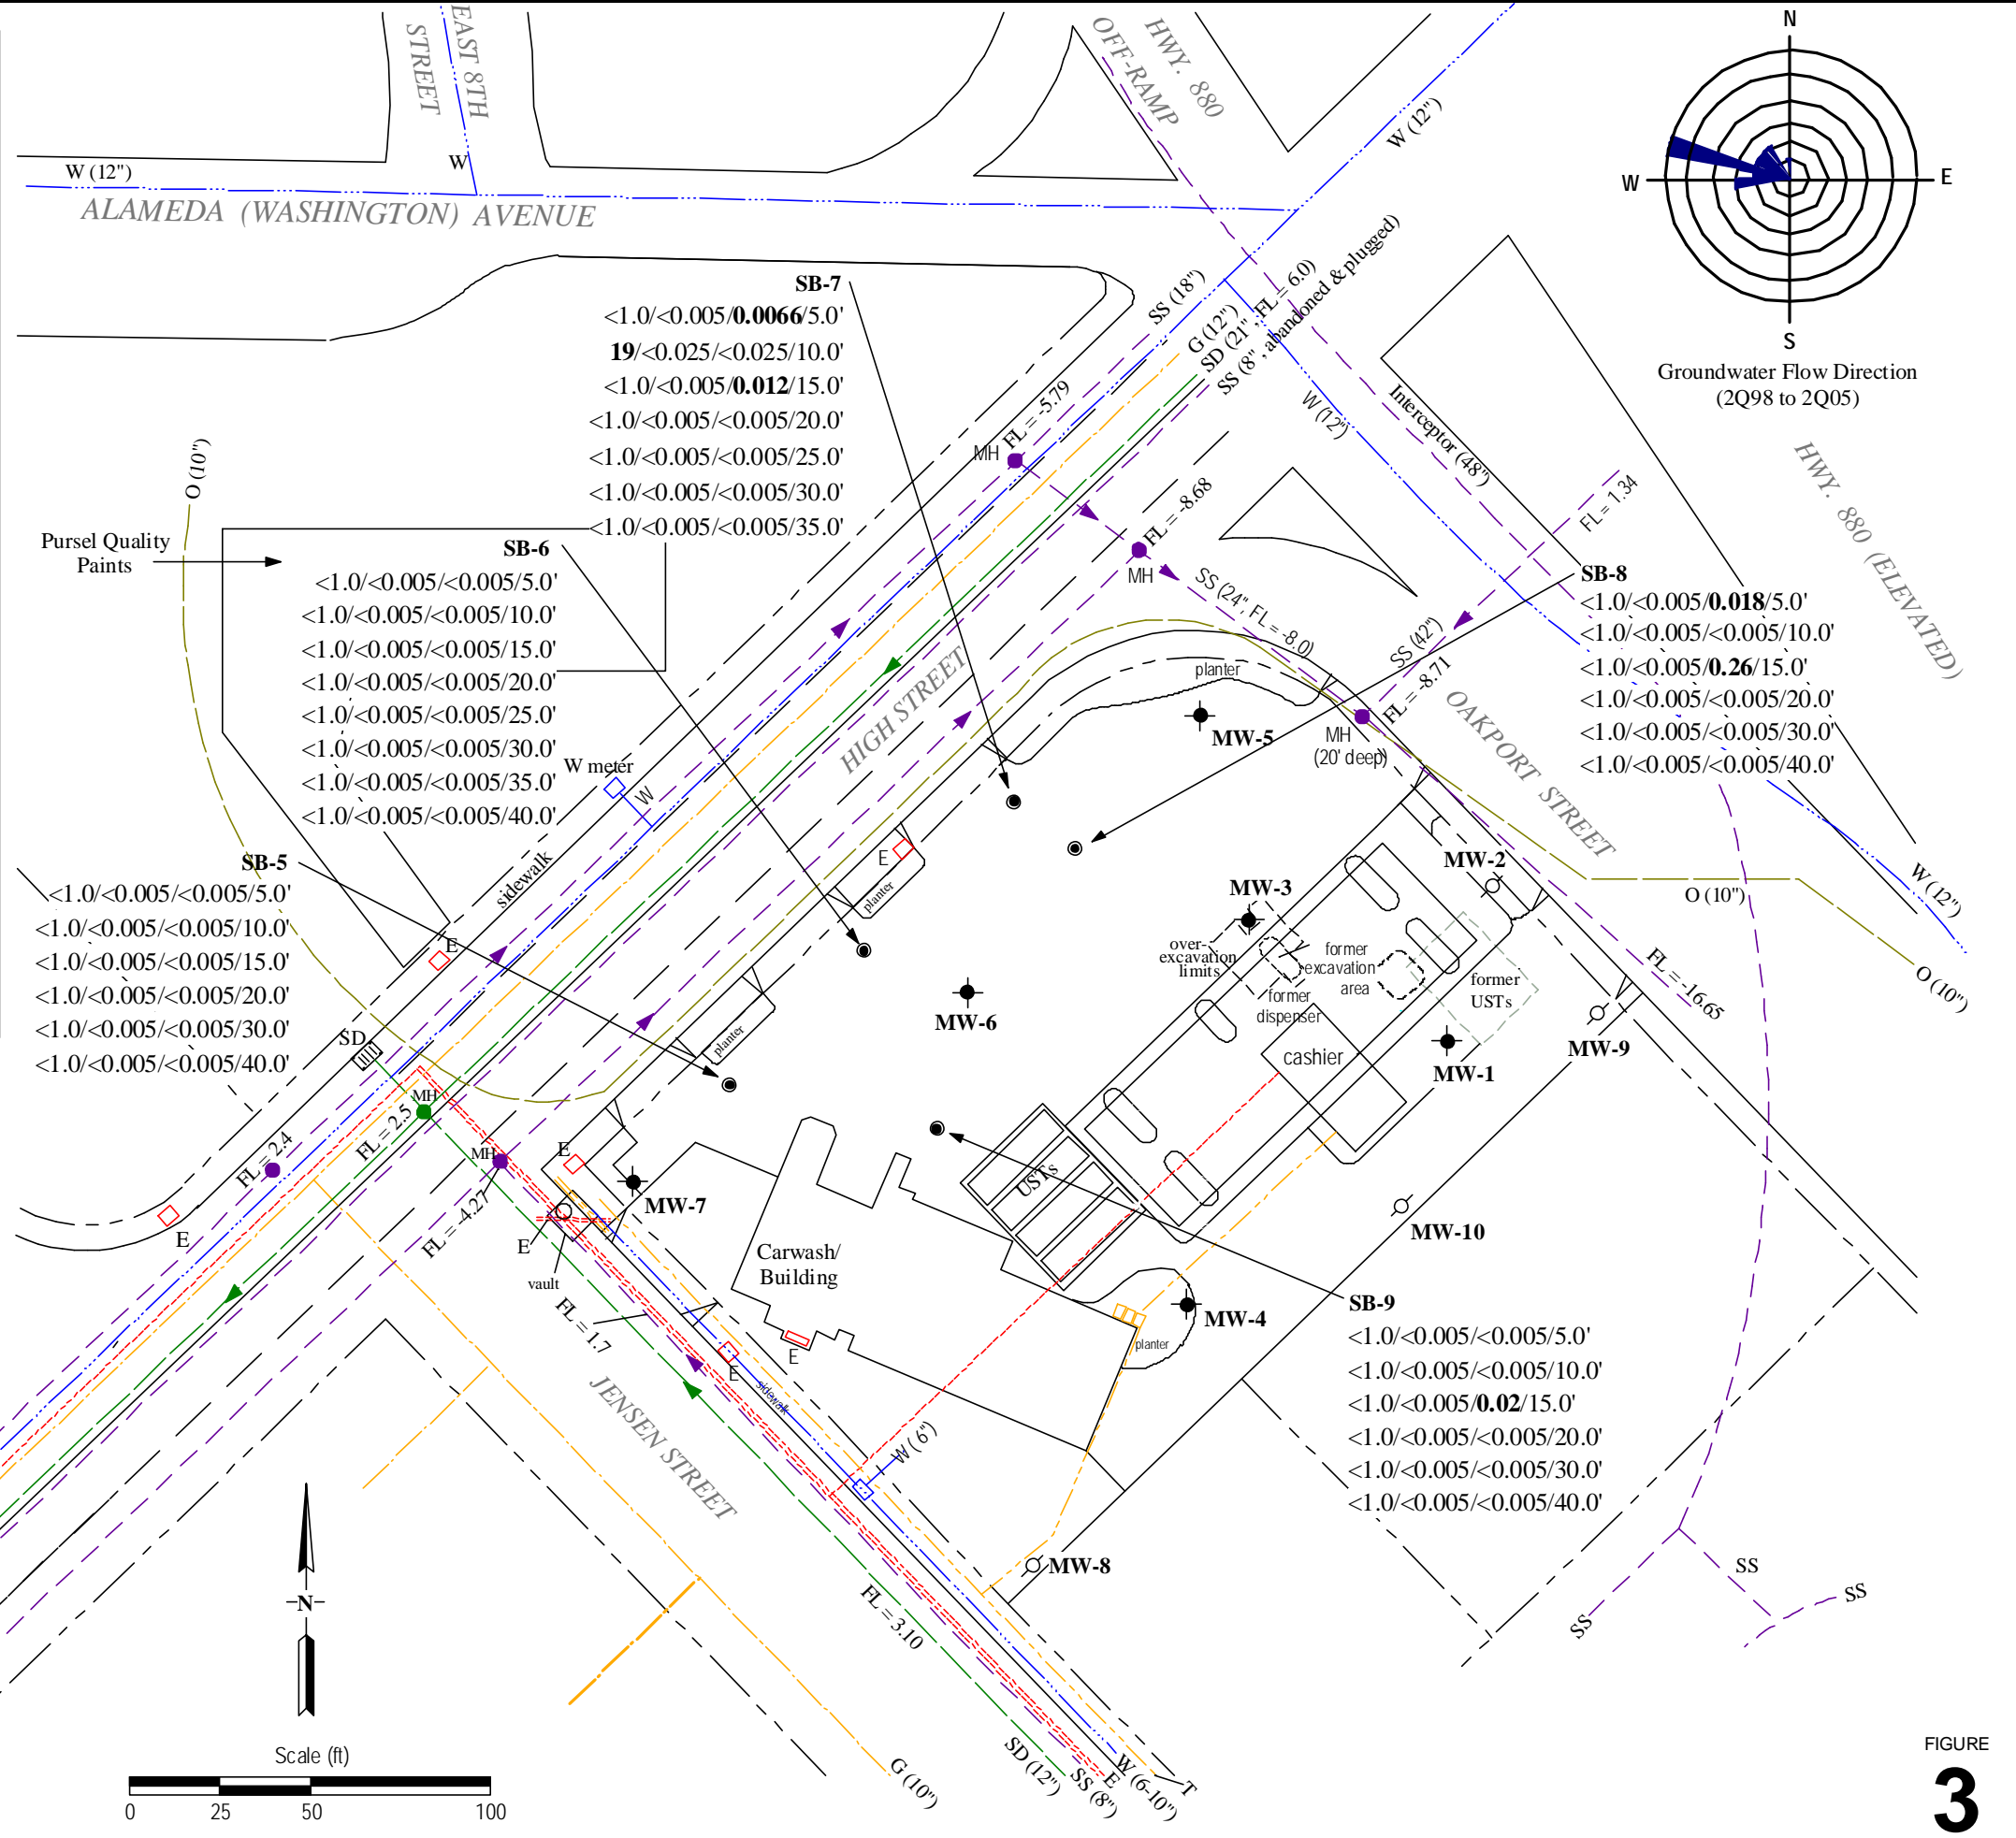 EAST 8TH
STREET
HWY. 880
OFF-RAMP
N
W
E
S
Groundwater Flow Direction
(2Q98 to 2Q05)
W (12")
W
W (12")
ALAMEDA (WASHINGTON) AVENUE
SS (18")
G (12")
SD (21", FL = 6.0)
SS (8", abandoned & plugged)
W (12")
Interceptor (48")
HWY. 880 (ELEVATED)
SB-7
<1.0/<0.005/0.0066/5.0'
19/<0.025/<0.025/10.0'
<1.0/<0.005/0.012/15.0'
<1.0/<0.005/<0.005/20.0'
<1.0/<0.005/<0.005/25.0'
<1.0/<0.005/<0.005/30.0'
<1.0/<0.005/<0.005/35.0'
O (10")
Pursel Quality
Paints
SB-6
<1.0/<0.005/<0.005/5.0'
<1.0/<0.005/<0.005/10.0'
<1.0/<0.005/<0.005/15.0'
<1.0/<0.005/<0.005/20.0'
<1.0/<0.005/<0.005/25.0'
<1.0/<0.005/<0.005/30.0'
<1.0/<0.005/<0.005/35.0'
<1.0/<0.005/<0.005/40.0'
MH
FL = -5.79
FL = -8.68
MH
SS (24", FL = -8.0)
FL = 1.34
SS (42")
FL = -8.71
MH
(20' deep)
SB-8
<1.0/<0.005/0.018/5.0'
<1.0/<0.005/<0.005/10.0'
<1.0/<0.005/0.26/15.0'
<1.0/<0.005/<0.005/20.0'
<1.0/<0.005/<0.005/30.0'
<1.0/<0.005/<0.005/40.0'
HIGH STREET
OAKPORT STREET
planter
MW-5
W meter
W
sidewalk
E
planter
SB-5
<1.0/<0.005/<0.005/5.0'
<1.0/<0.005/<0.005/10.0'
<1.0/<0.005/<0.005/15.0'
<1.0/<0.005/<0.005/20.0'
<1.0/<0.005/<0.005/30.0'
<1.0/<0.005/<0.005/40.0'
E
MW-2
MW-3
over-
excavation
limits
former
excavation
area
former
dispenser
former
USTs
cashier
O (10")
W (12")
O (10")
FL = -16.65
MW-6
MW-1
MW-9
planter
SD
MH
FL = 2.5
FL = 2.4
MH
FL = -4.27
E
E
E
vault
MW-7
Carwash/
Building
USTs
MW-10
MW-4
planter
FL = 1.7
E
E
sidewalk
W (6")
JENSEN STREET
SB-9
<1.0/<0.005/<0.005/5.0'
<1.0/<0.005/<0.005/10.0'
<1.0/<0.005/0.02/15.0'
<1.0/<0.005/<0.005/20.0'
<1.0/<0.005/<0.005/30.0'
<1.0/<0.005/<0.005/40.0'
MW-8
FL = 3.10
SS
SS
SS
N
Scale (ft)
0 25 50 100
G (10")
SD (12")
SS (8")
E
W (6-10")
T
FIGURE
3